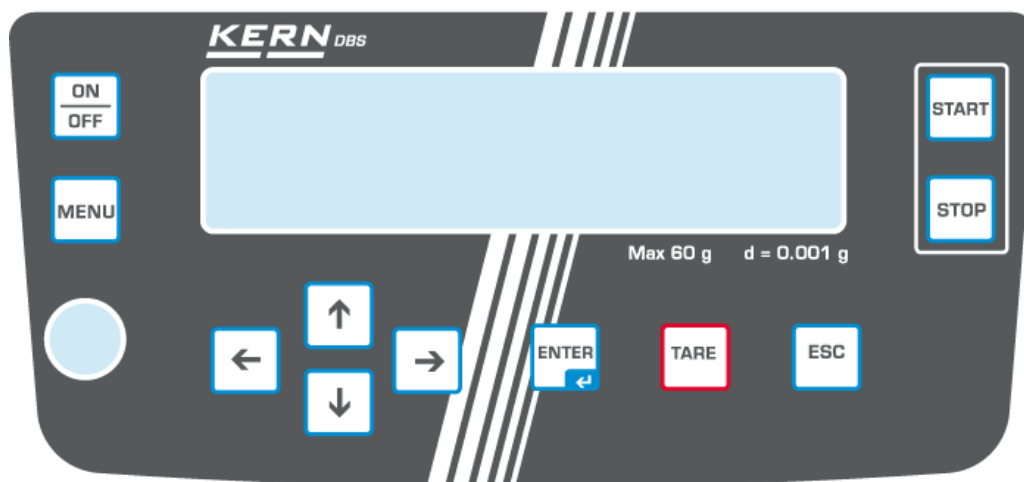 KERN DBS
ON
OFF
START
MENU
STOP
Max 60 g d = 0.001 g
↑
← → ENTER TARE ESC
↵
↓